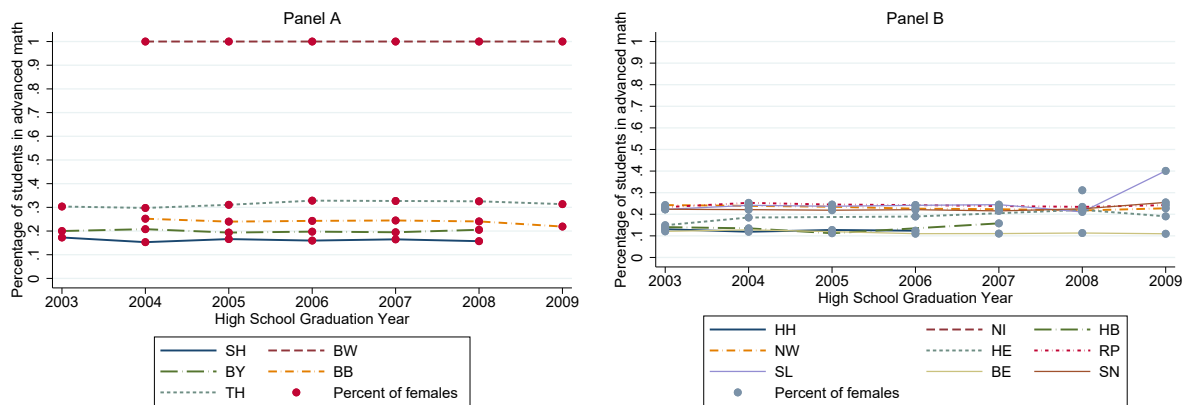 Panel A
Percentage of students in advanced math
1
.9
.8
.7
.6
.5
.4
.3
.2
.1
0
2003 2004 2005 2006 2007 2008 2009
High School Graduation Year
SH BW
BY BB
TH Percent of females
Panel B
Percentage of students in advanced math
1
.9
.8
.7
.6
.5
.4
.3
.2
.1
0
2003 2004 2005 2006 2007 2008 2009
High School Graduation Year
HH NI HB
NW HE RP
SL BE SN
Percent of females